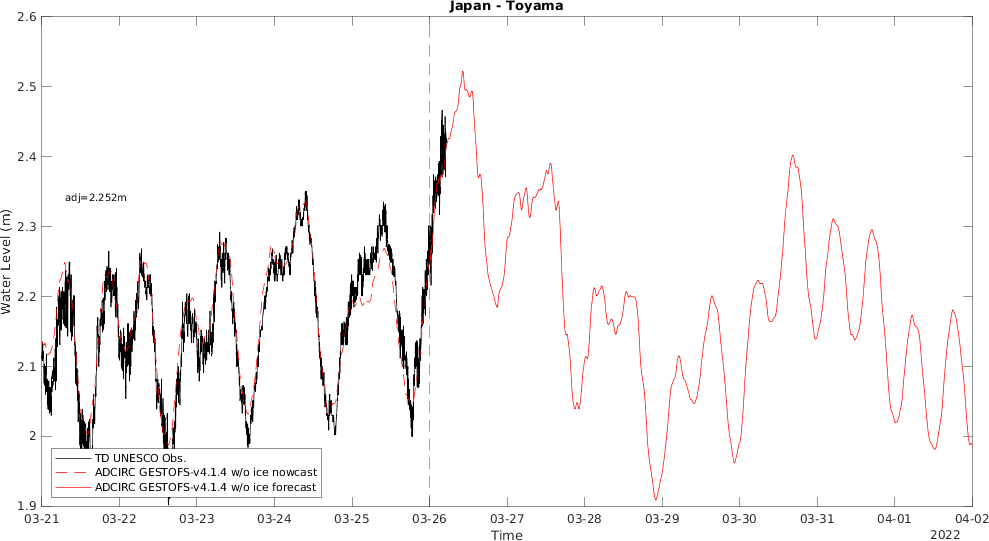 Japan - Toyama
2.6
2.5
2.4
2.3
2.2
2.1
2
1.9
Water Level (m)
adj=2.252m
TD UNESCO Obs.
ADCIRC GESTOFS-v4.1.4 w/o ice nowcast
ADCIRC GESTOFS-v4.1.4 w/o ice forecast
03-21 03-22 03-23 03-24 03-25 03-26 03-27 03-28 03-29 03-30 03-31 04-01 04-02
Time
2022